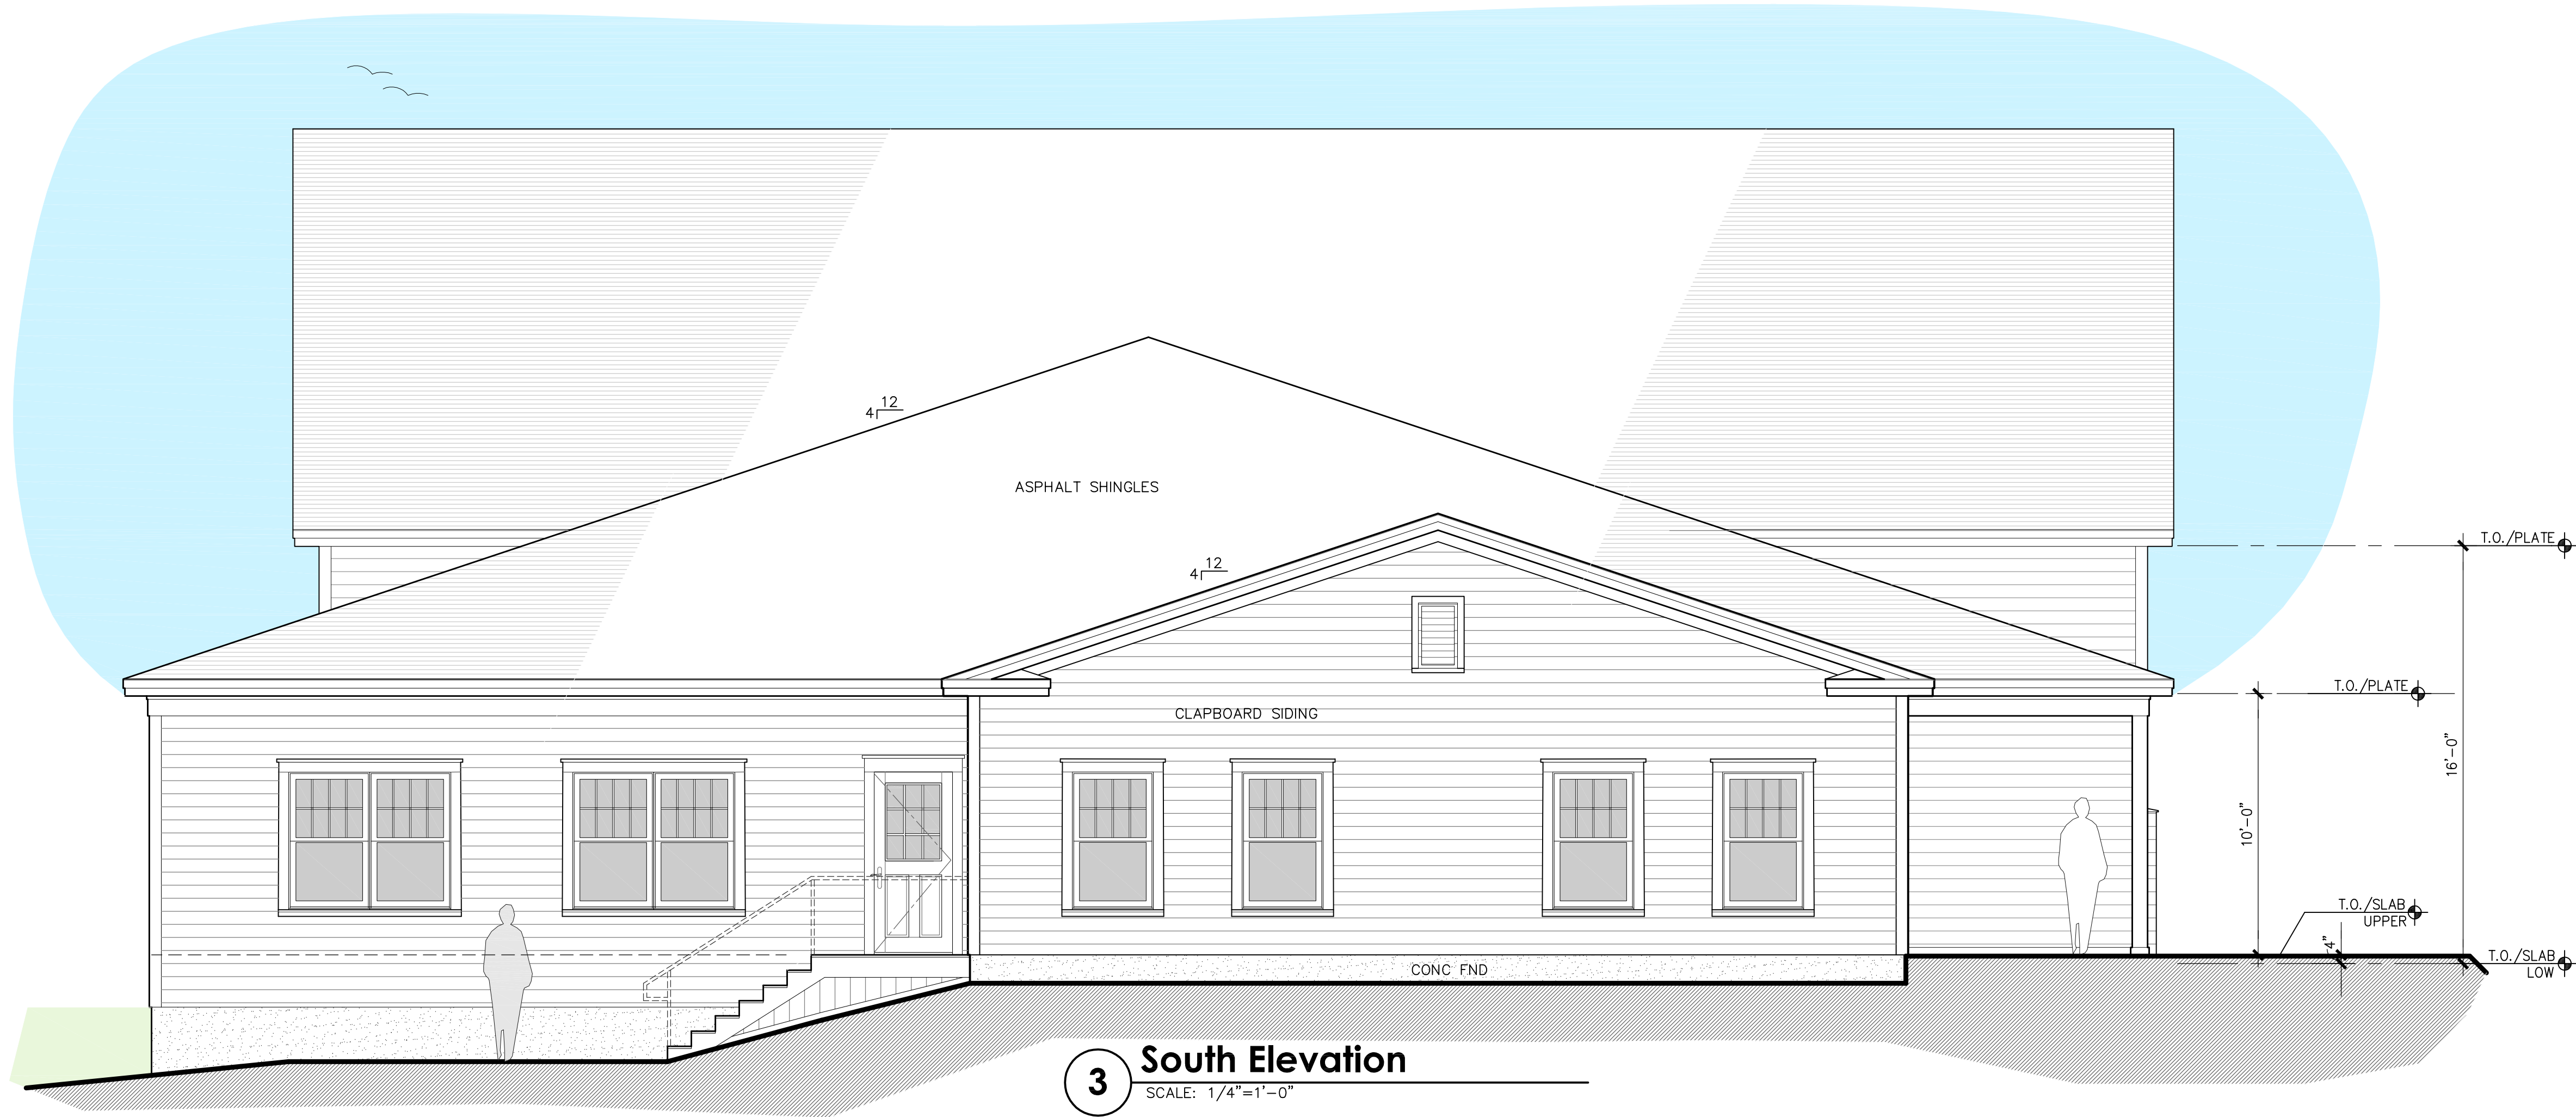 12
4
ASPHALT SHINGLES
T.O./PLATE
12
4
T.O./PLATE
CLAPBOARD SIDING
16'-0"
10'-0"
T.O./SLAB
UPPER
4"
T.O./SLAB
LOW
CONC FND
3
South Elevation
SCALE: 1/4"=1'-0"